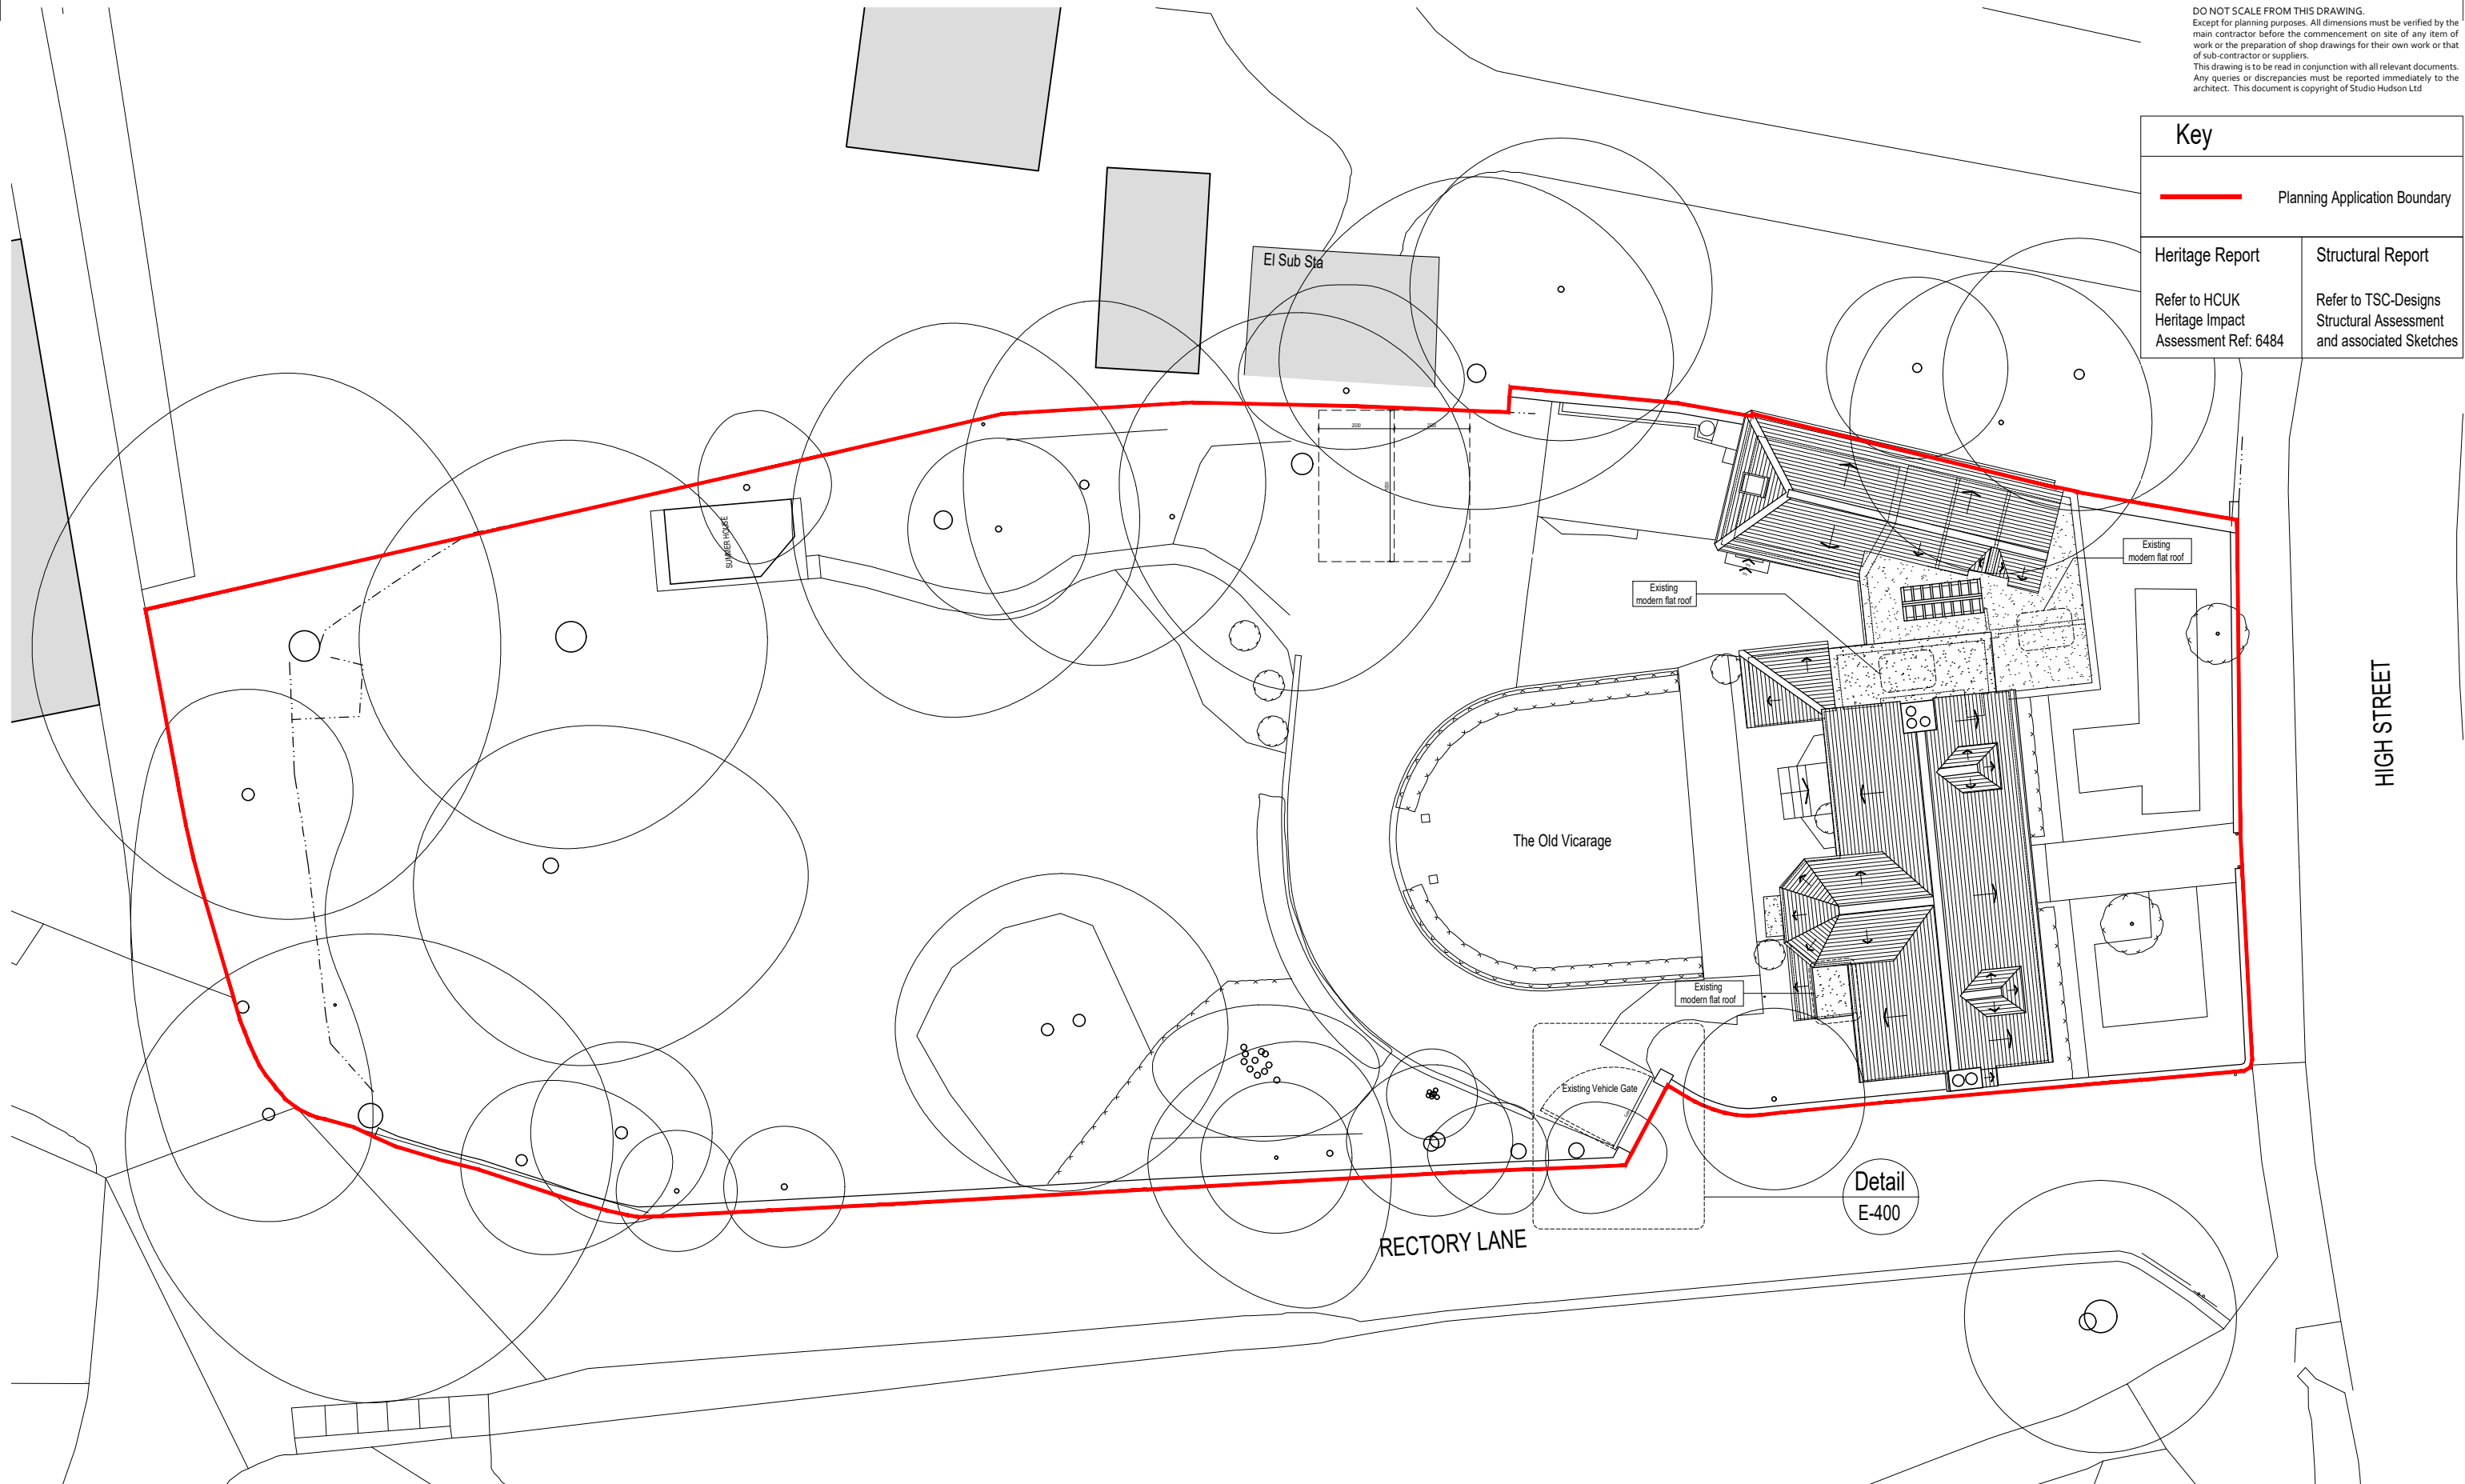 DO NOT SCALE FROM THIS DRAWING.
Except for planning purposes. All dimensions must be verified by the
main contractor before the commencement on site of any item of
work or the preparation of shop drawings for their own work or that
of sub-contractor or suppliers.
This drawing is to be read in conjunction with all relevant documents.
Any queries or discrepancies must be reported immediately to the
architect. This document is copyright of Studio Hudson Ltd
Key
Planning Application Boundary
Heritage Report
Refer to HCUK
Heritage Impact
Assessment Ref: 6484
Structural Report
Refer to TSC-Designs
Structural Assessment
and associated Sketches
El Sub Sta
2500
SUMMER HOUSE
Existing
modern flat roof
Existing
modern flat roof
HIGH STREET
The Old Vicarage
Existing
modern flat roof
Existing Vehicle Gate
Detail
E-400
RECTORY LANE